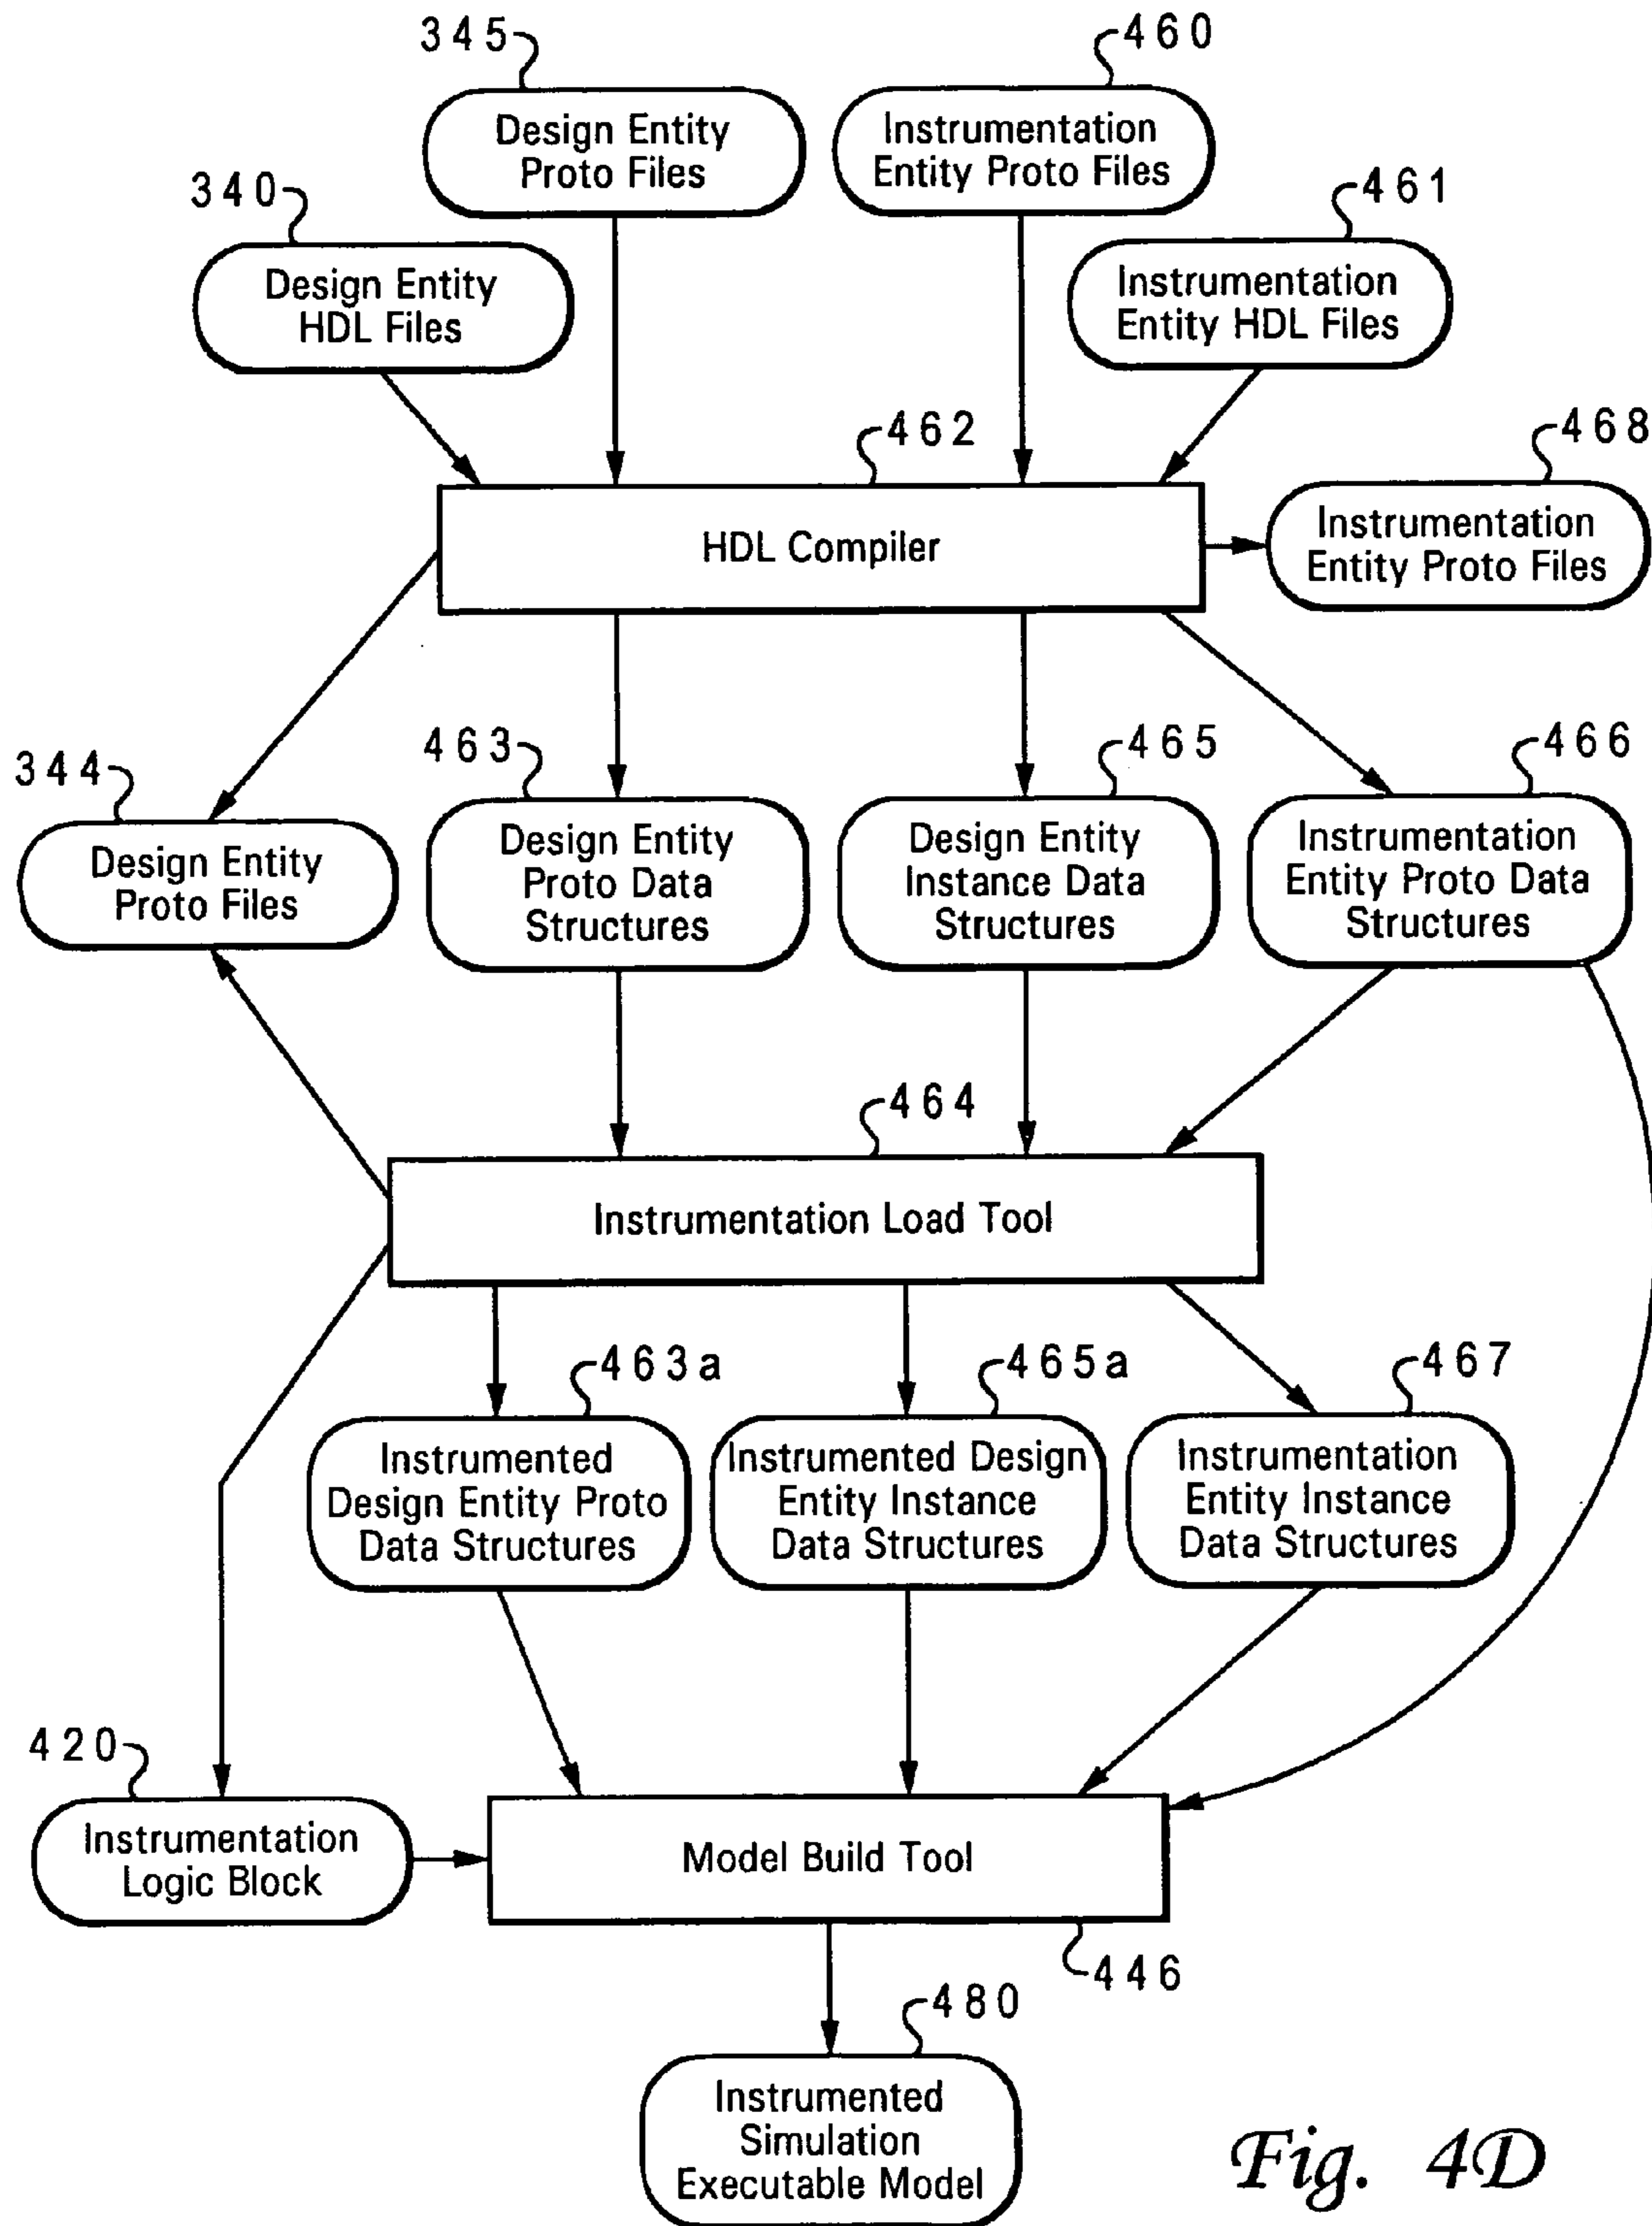 345
460
Design Entity
Proto Files
Instrumentation
Entity Proto Files
340
461
Design Entity
HDL Files
Instrumentation
Entity HDL Files
462
468
HDL Compiler
Instrumentation
Entity Proto Files
344
463
465
466
Design Entity
Proto Files
Design Entity
Proto Data
Structures
Design Entity
Instance Data
Structures
Instrumentation
Entity Proto Data
Structures
464
Instrumentation Load Tool
463a
465a
467
Instrumented
Design Entity Proto
Data Structures
Instrumented Design
Entity Instance
Data Structures
Instrumentation
Entity Instance
Data Structures
420
Instrumentation
Logic Block
Model Build Tool
446
480
Instrumented
Simulation
Executable Model
Fig. 4D